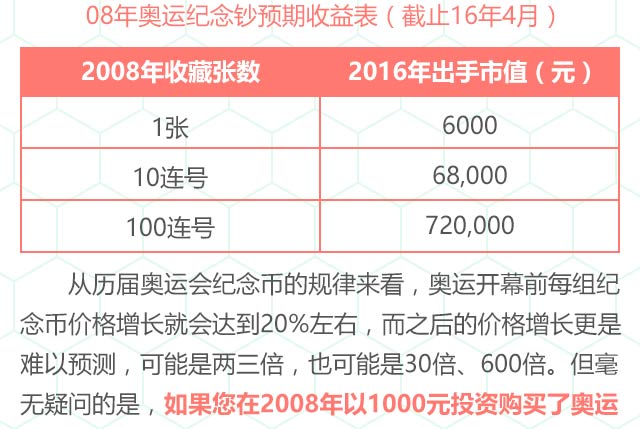 08年奥运纪念钞预期收益表（截止16年4月）
2008年收藏张数 2016年出手市值（元）
1张 6000
10连号 68,000
100连号 720,000
从历届奥运会纪念币的规律来看，奥运开幕前每组纪
念币价格增长就会达到20%左右，而之后的价格增长更是
难以预测，可能是两三倍，也可能是30倍、600倍。但毫
无疑问的是，如果您在2008年以1000元投资购买了奥运